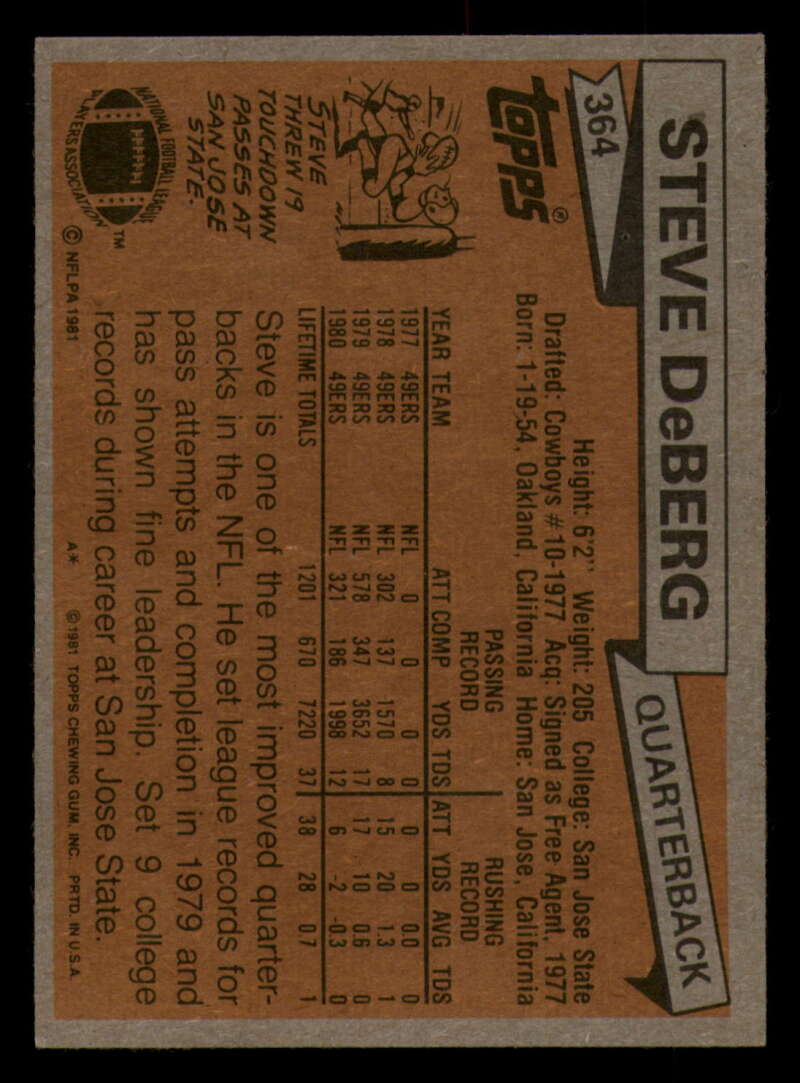 STEVE DeBERG
QUARTERBACK
364
topps®
Height: 6'2" Weight: 205 College: San Jose State
Drafted: Cowboys #10-1977 Acq: Signed as Free Agent, 1977
Born: 1-19-54, Oakland, California Home: San Jose, California
PASSING RECORD RUSHING RECORD
YEAR TEAM ATT COMP YDS TDS ATT YDS AVG TDS
1977 49ERS NFL 0 0 0 0 0 0 0.0 0
1978 49ERS NFL 302 137 1570 8 15 20 1.3 1
1979 49ERS NFL 578 347 3652 17 17 10 0.6 0
1980 49ERS NFL 321 186 1998 12 6 -2 -0.3 0
LIFETIME TOTALS 1201 670 7220 37 38 28 0.7 1
STEVE
THREW 19
TOUCHDOWN
PASSES AT
SAN JOSE
STATE.
Steve is one of the most improved quarter-
backs in the NFL. He set league records for
pass attempts and completion in 1979 and
has shown fine leadership. Set 9 college
records during career at San Jose State.
NATIONAL FOOTBALL LEAGUE
PLAYERS ASSOCIATION
TM
© NFLPA 1981
A* ©1981 TOPPS CHEWING GUM, INC. PRTD. IN U.S.A.